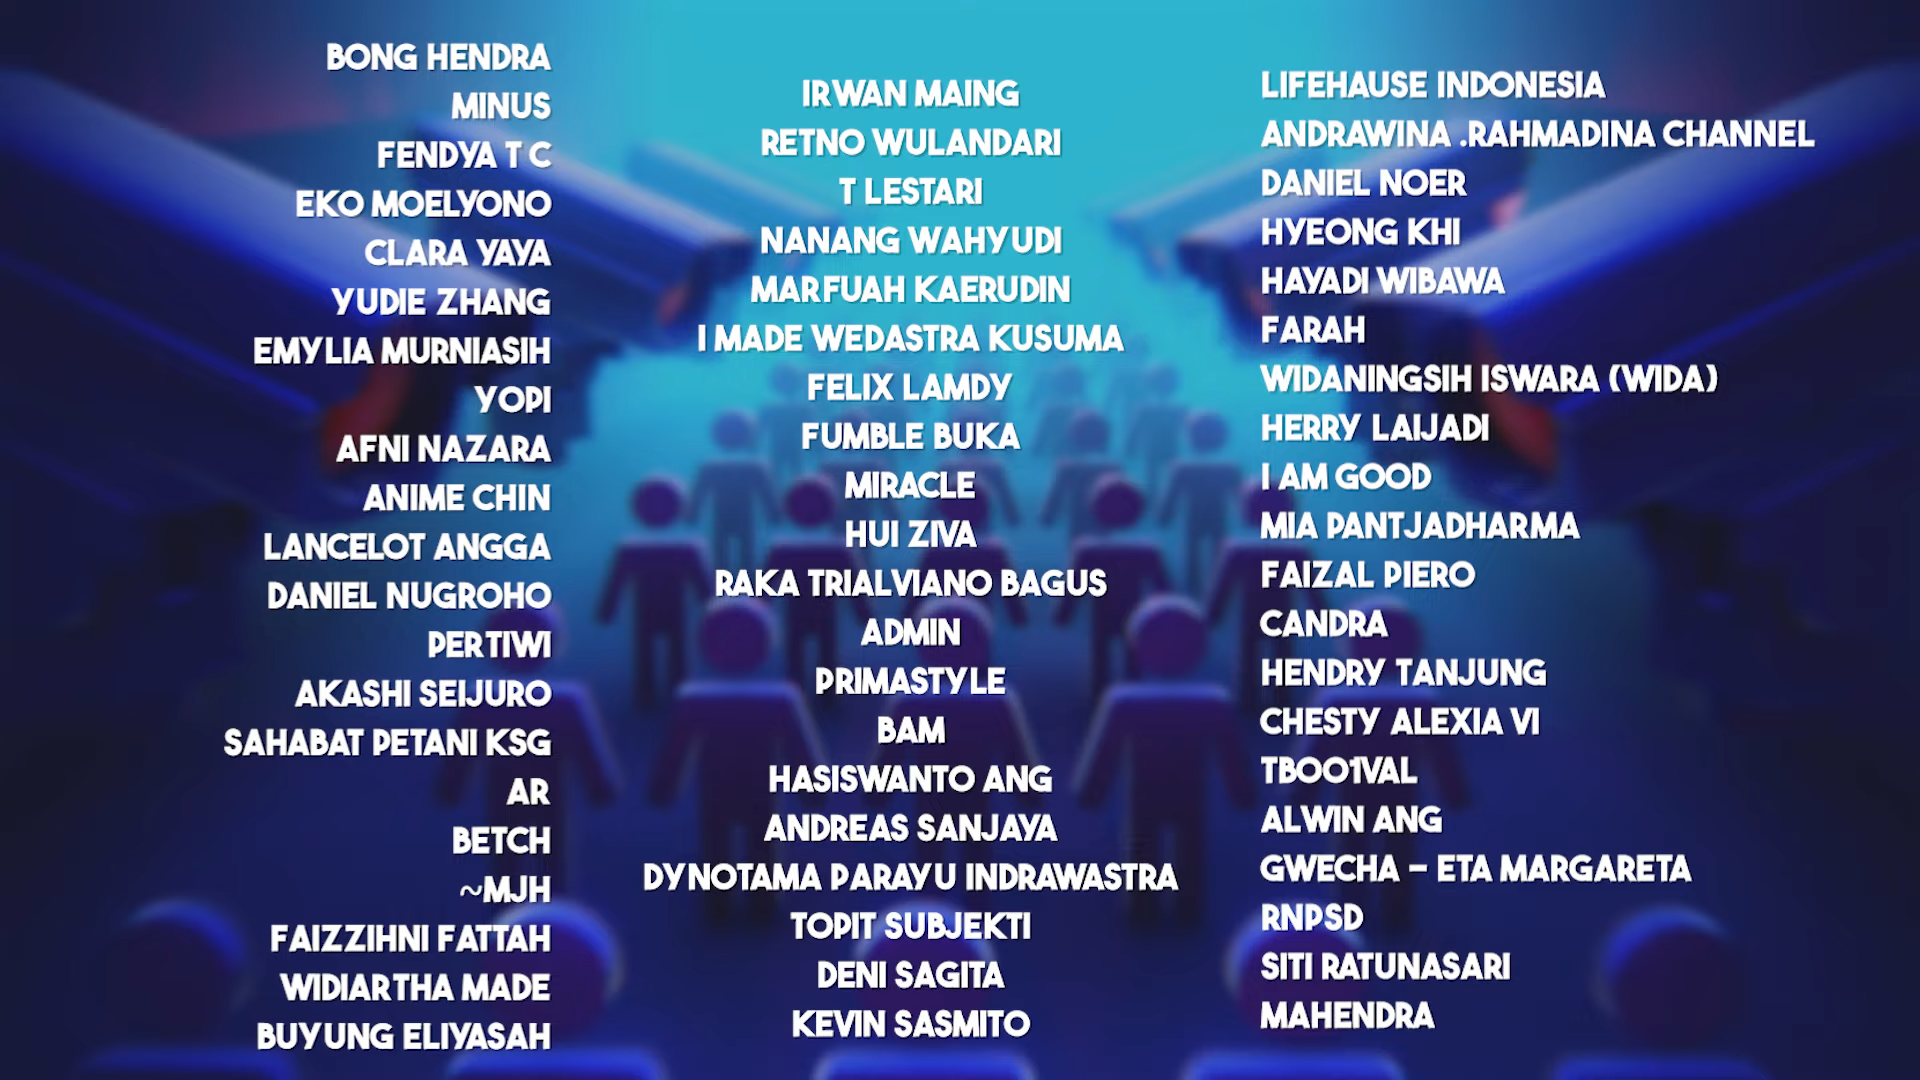 BONG HENDRA
MINUS
FENDYA T C
EKO MOELYONO
CLARA YAYA
YUDIE ZHANG
EMYLIA MURNIASIH
YOPI
AFNI NAZARA
ANIME CHIN
LANCELOT ANGGA
DANIEL NUGROHO
PERTIWI
AKASHI SEIJURO
SAHABAT PETANI KSG
AR
BETCH
~MJH
FAIZZIHNI FATTAH
WIDIARTHA MADE
BUYUNG ELIYASAH
IRWAN MAING
RETNO WULANDARI
T LESTARI
NANANG WAHYUDI
MARFUAH KAERUDIN
I MADE WEDASTRA KUSUMA
FELIX LAMDY
FUMBLE BUKA
MIRACLE
HUI ZIVA
RAKA TRIALVIANO BAGUS
ADMIN
PRIMASTYLE
BAM
HASISWANTO ANG
ANDREAS SANJAYA
DYNOTAMA PARAYU INDRAWASTRA
TOPIT SUBJEKTI
DENI SAGITA
KEVIN SASMITO
LIFEHAUSE INDONESIA
ANDRAWINA .RAHMADINA CHANNEL
DANIEL NOER
HYEONG KHI
HAYADI WIBAWA
FARAH
WIDANINGSIH ISWARA (WIDA)
HERRY LAIJADI
I AM GOOD
MIA PANTJADHARMA
FAIZAL PIERO
CANDRA
HENDRY TANJUNG
CHESTY ALEXIA VI
TB001VAL
ALWIN ANG
GWECHA - ETA MARGARETA
RNPSD
SITI RATUNASARI
MAHENDRA